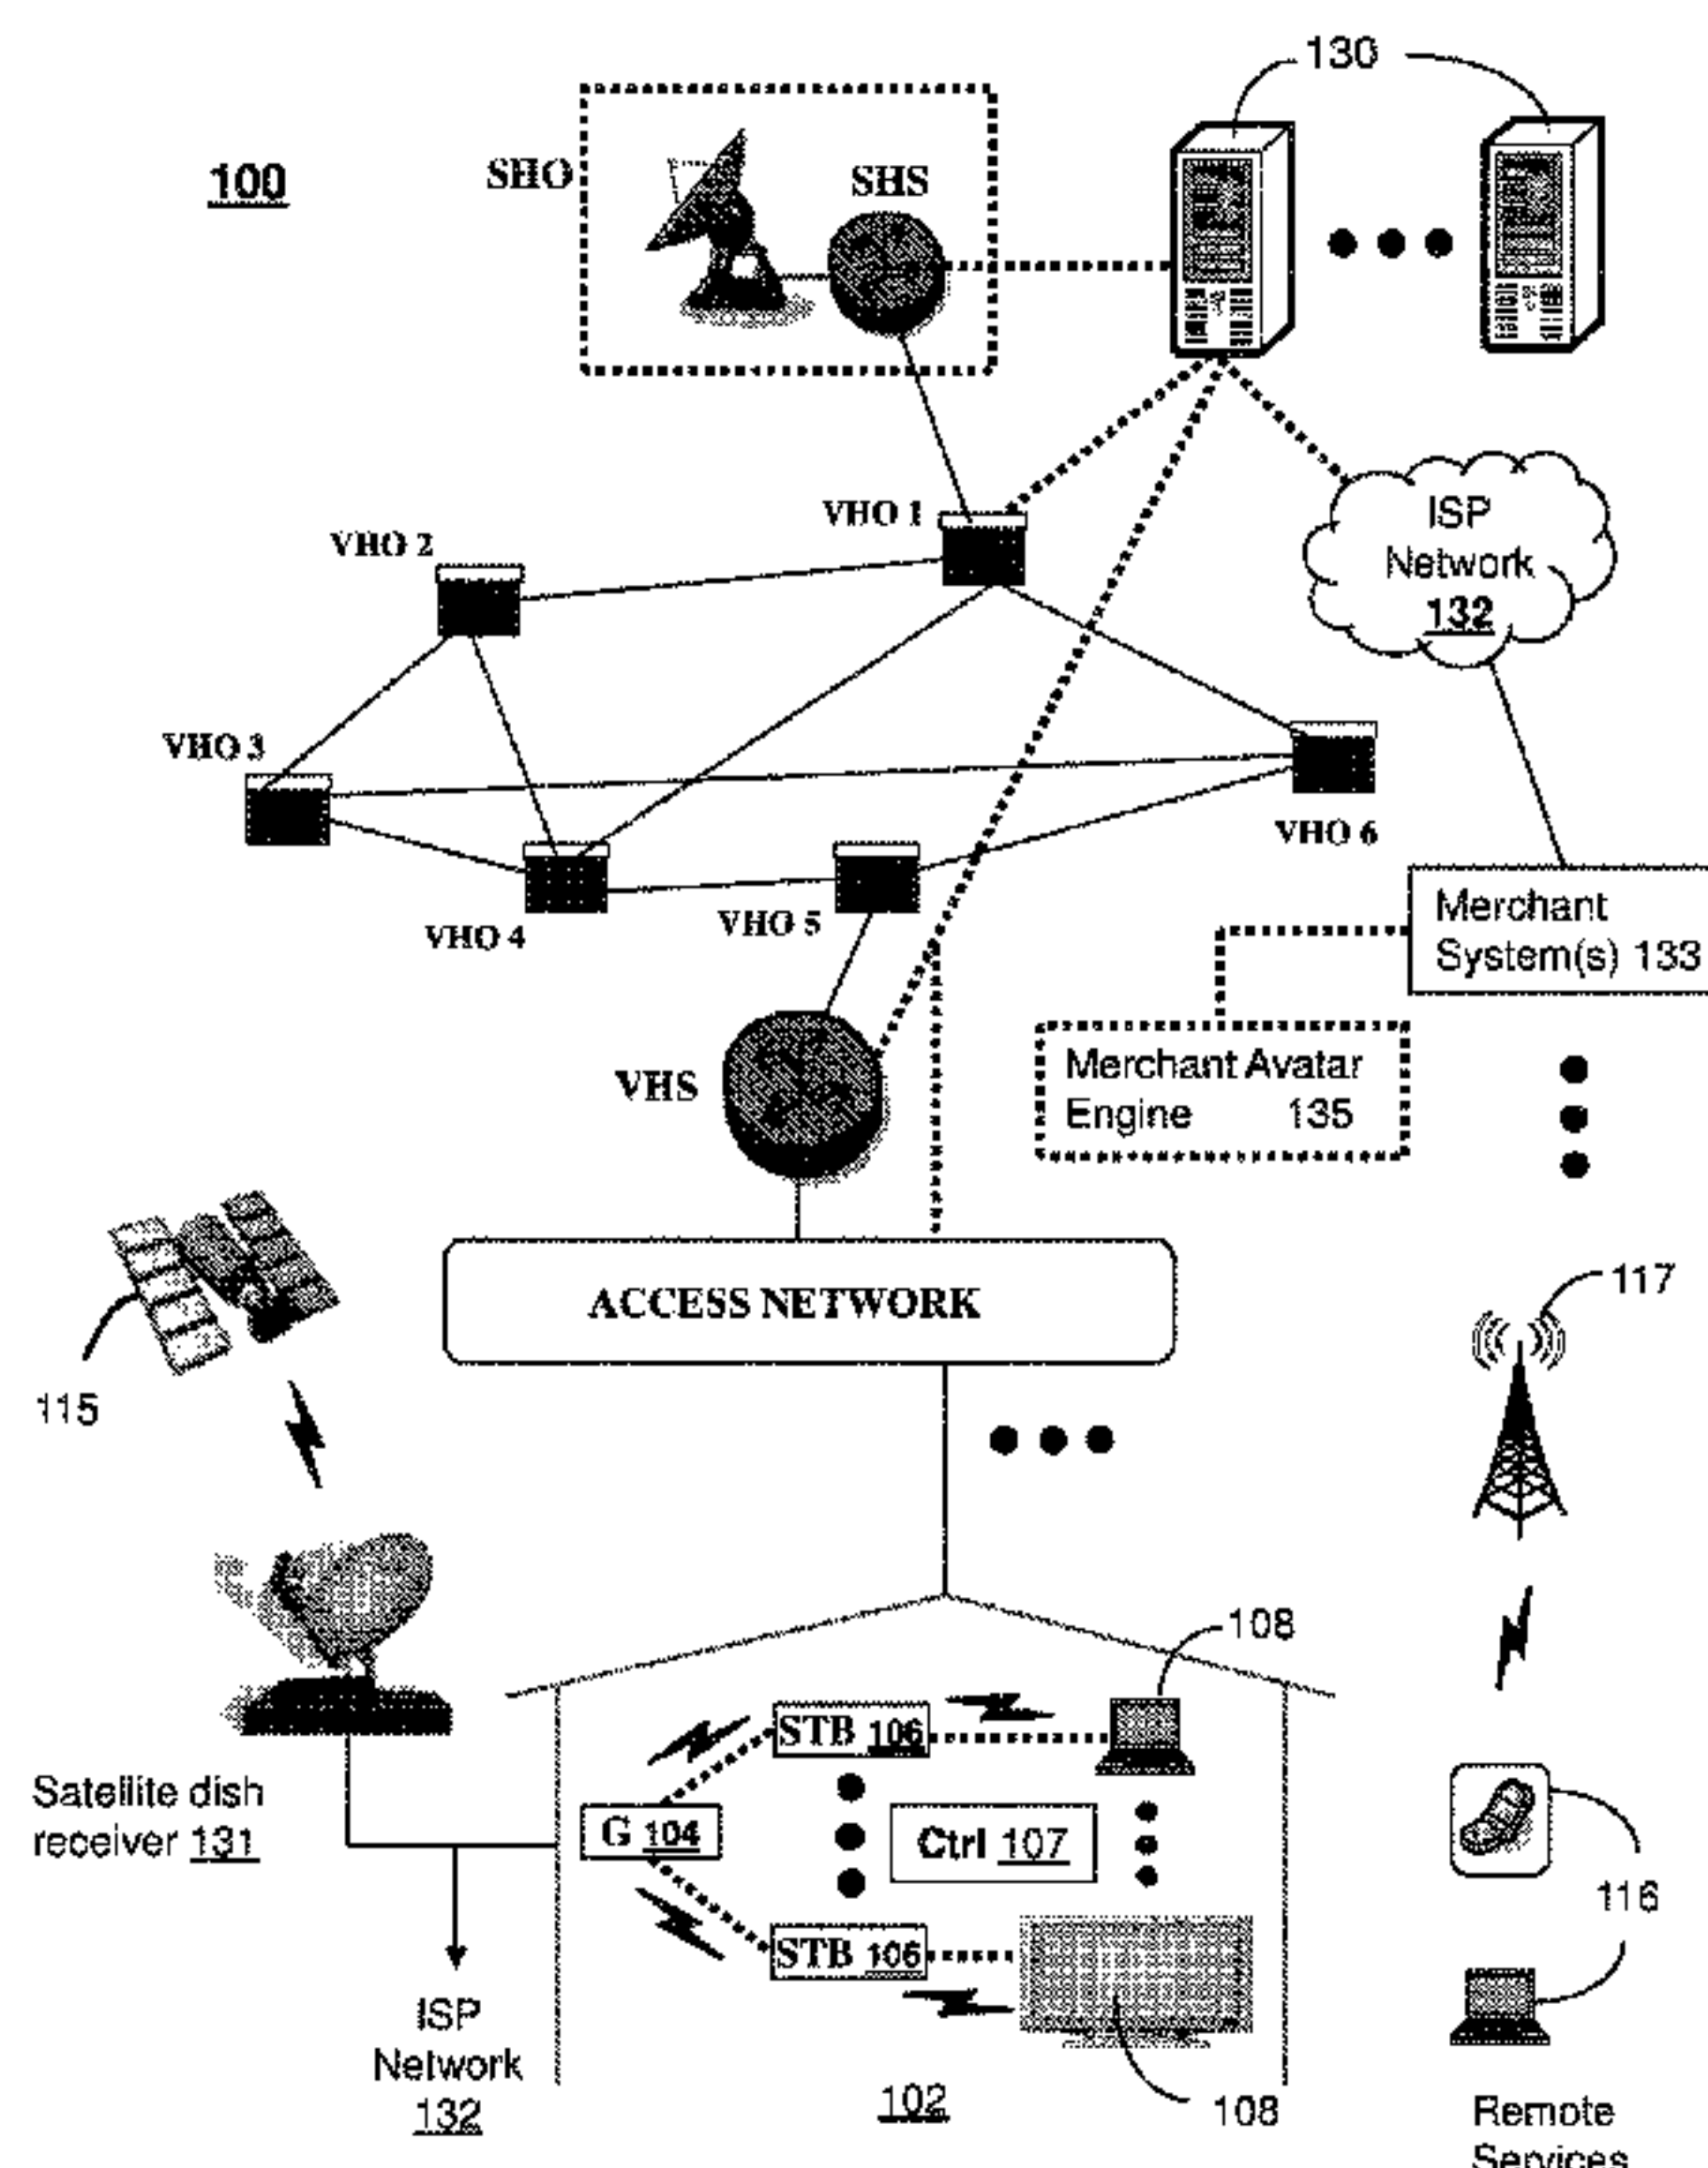 130
100
SHO
SHS
VHO 1
ISP
Network
132
VHO 2
VHO 3
VHO 6
VHO 4
VHO 5
Merchant
System(s) 133
VHS
Merchant Avatar
Engine 135
ACCESS NETWORK
117
115
108
STB 106
Satellite dish
receiver 131
G 104
Ctrl 107
116
STB 106
ISP
Network
132
102
108
Remote
Services